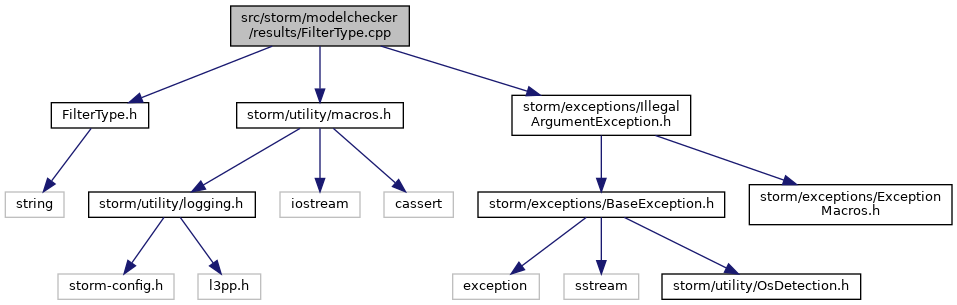 src/storm/modelchecker
/results/FilterType.cpp
FilterType.h
storm/utility/macros.h
storm/exceptions/Illegal
ArgumentException.h
string
storm/utility/logging.h
iostream
cassert
storm/exceptions/BaseException.h
storm/exceptions/Exception
Macros.h
storm-config.h
l3pp.h
exception
sstream
storm/utility/OsDetection.h